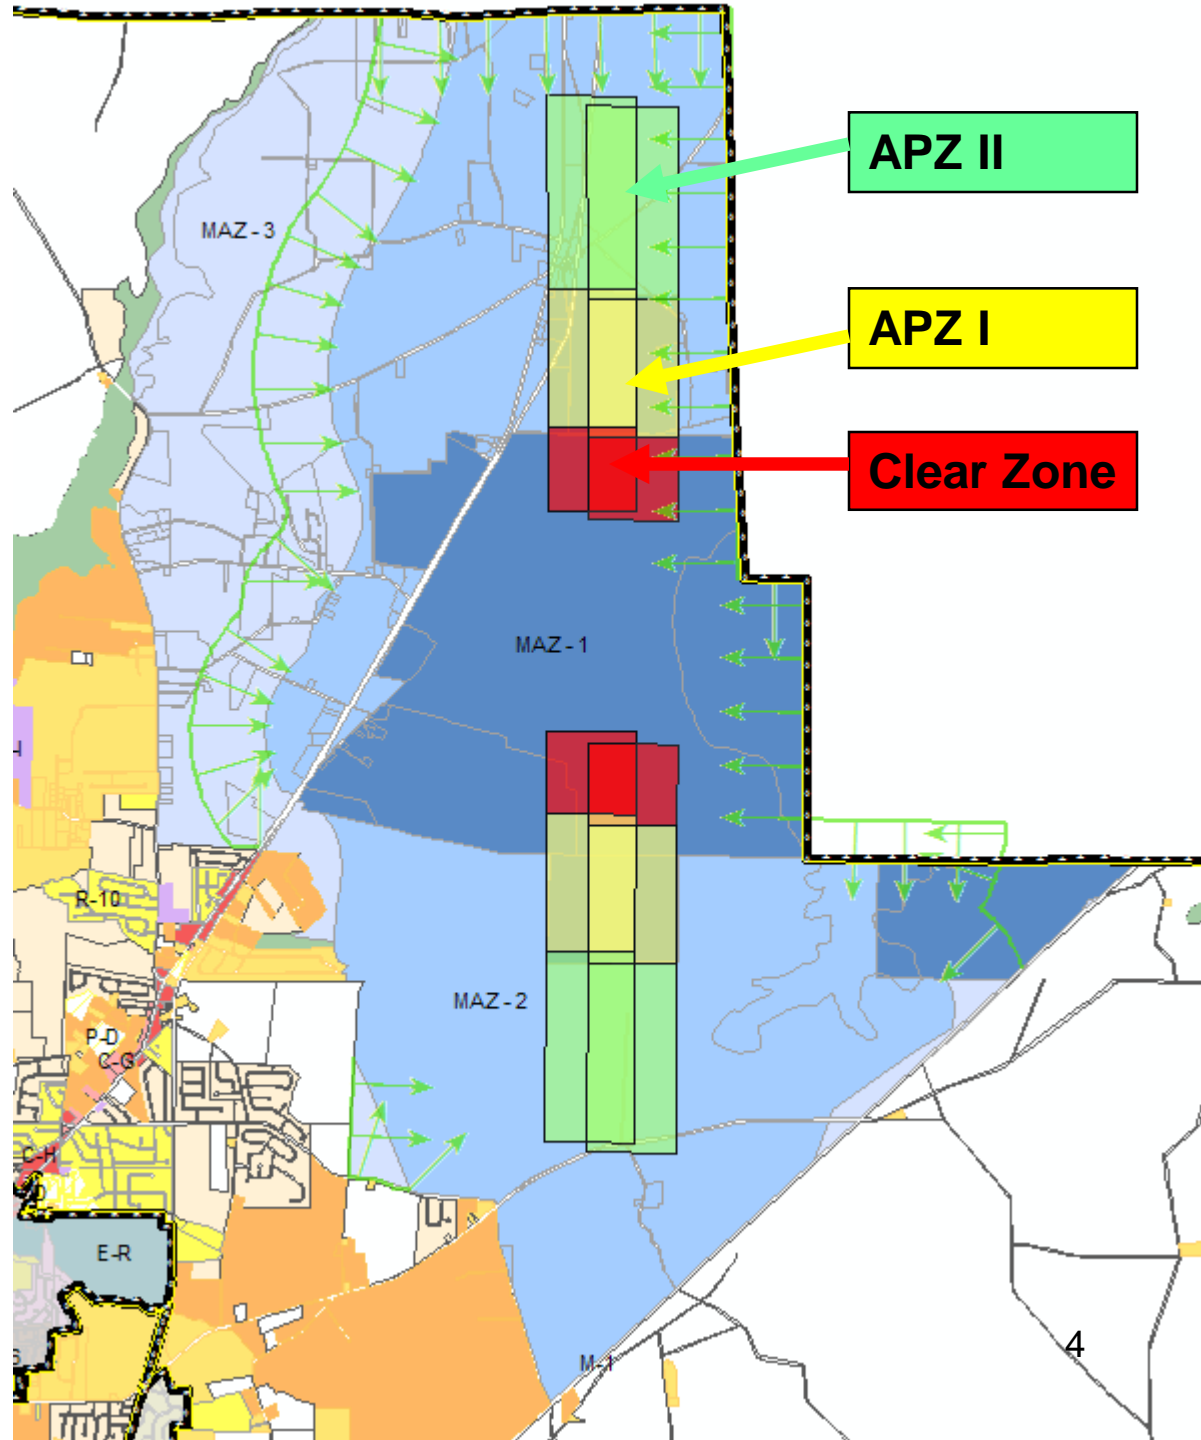 APZ II
MAZ - 3
APZ I
Clear Zone
MAZ - 1
R-10
MAZ - 2
P-D
C-G
C-H
E-R
4
M-1